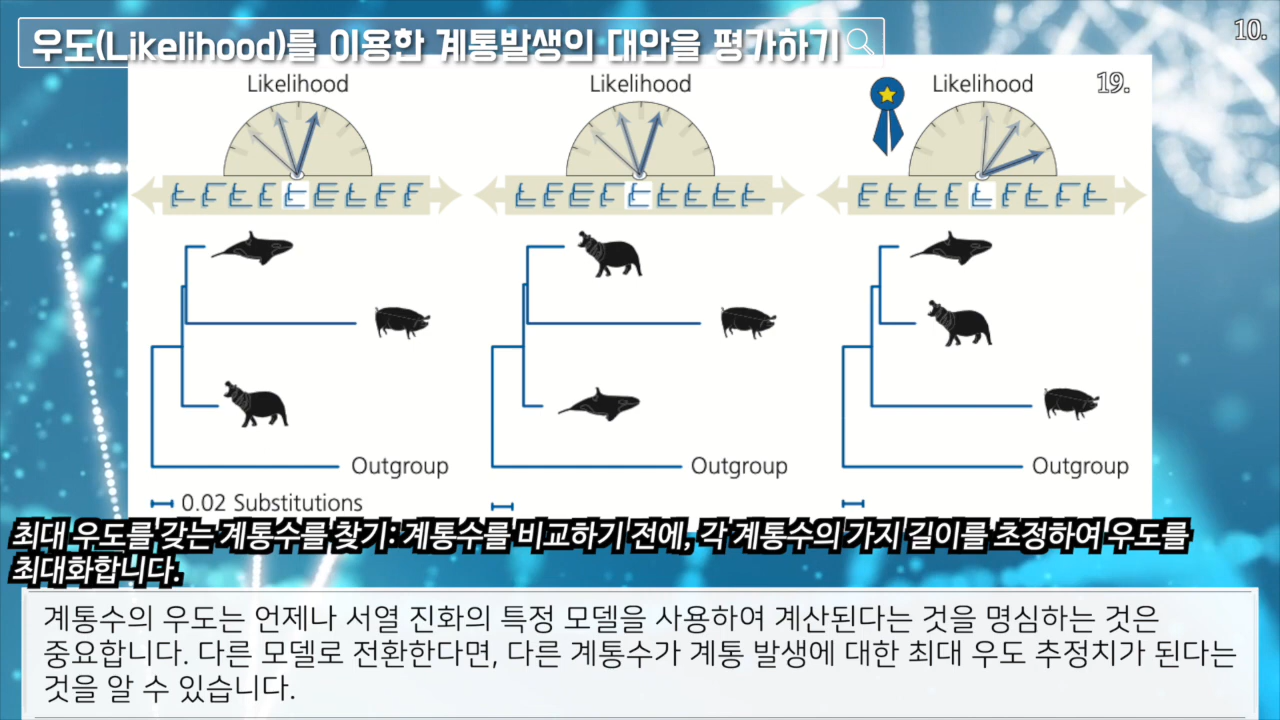 우도(Likelihood)를 이용한 계통발생의 대안을 평가하기
10.
Likelihood
Likelihood
Likelihood
19.
Outgroup
Outgroup
Outgroup
0.02 Substitutions
최대 우도를 갖는 계통수를 찾기: 계통수를 비교하기 전에, 각 계통수의 가지 길이를 초정하여 우도를
최대화합니다.
계통수의 우도는 언제나 서열 진화의 특정 모델을 사용하여 계산된다는 것을 명심하는 것은
중요합니다. 다른 모델로 전환한다면, 다른 계통수가 계통 발생에 대한 최대 우도 추정치가 된다는
것을 알 수 있습니다.